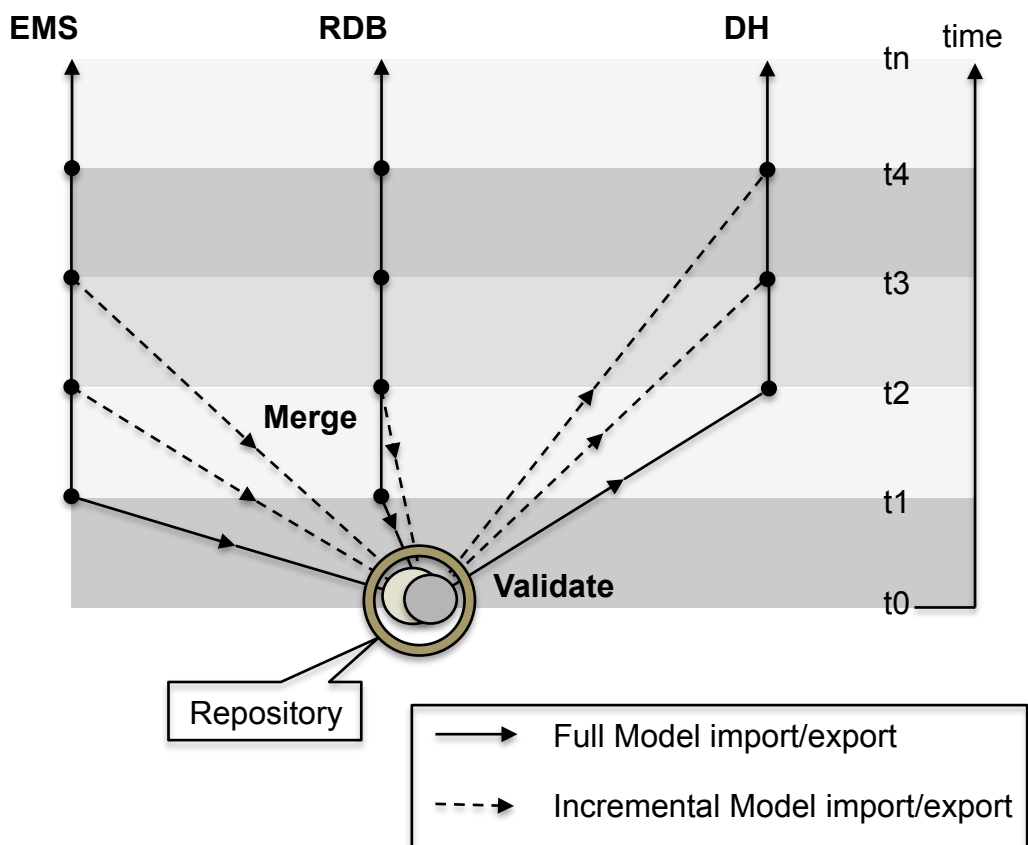 EMS
RDB
DH
time
tn
t4
t3
t2
Merge
t1
Validate
t0
Repository
Full Model import/export
Incremental Model import/export